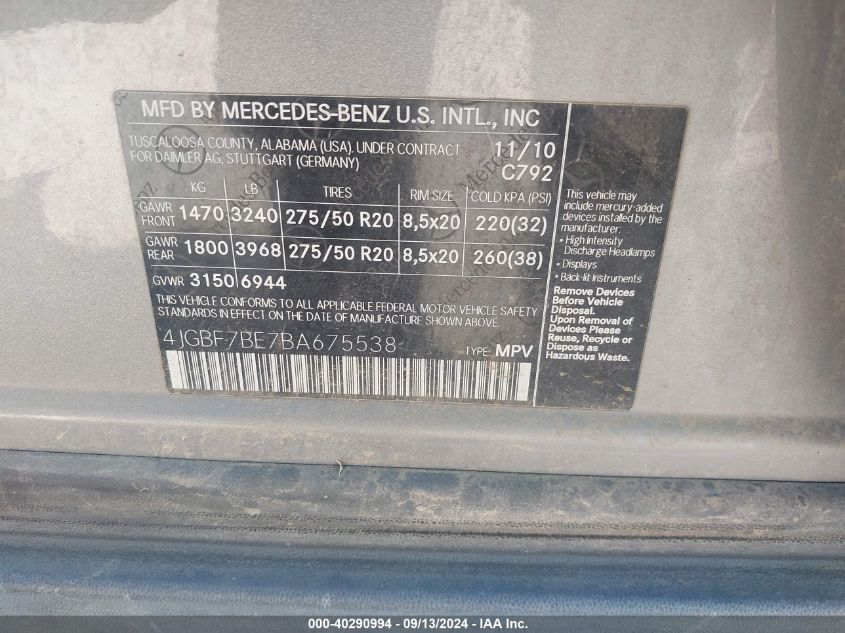 MFD BY MERCEDES-BENZ U.S. INTL., INC
TUSCALOOSA COUNTY, ALABAMA (USA). UNDER CONTRACT
FOR DAIMLER AG, STUTTGART (GERMANY)
11/10
C792
KG LB TIRES RIM SIZE COLD KPA (PSI)
GAWR FRONT 1470 3240 275/50 R20 8,5x20 220(32)
GAWR REAR 1800 3968 275/50 R20 8,5x20 260(38)
GVWR 3150 6944
THIS VEHICLE CONFORMS TO ALL APPLICABLE FEDERAL MOTOR VEHICLE SAFETY
STANDARDS IN EFFECT ON THE DATE OF MANUFACTURE SHOWN ABOVE.
4JGBF7BE7BA675538
TYPE: MPV
This vehicle may
include mercury-added
devices installed by the
manufacturer:
• High Intensity
Discharge Headlamps
• Displays
• Back-lit Instruments
Remove Devices
Before Vehicle
Disposal.
Upon Removal of
Devices Please
Reuse, Recycle or
Dispose as
Hazardous Waste.
000-40290994 - 09/13/2024 - IAA Inc.